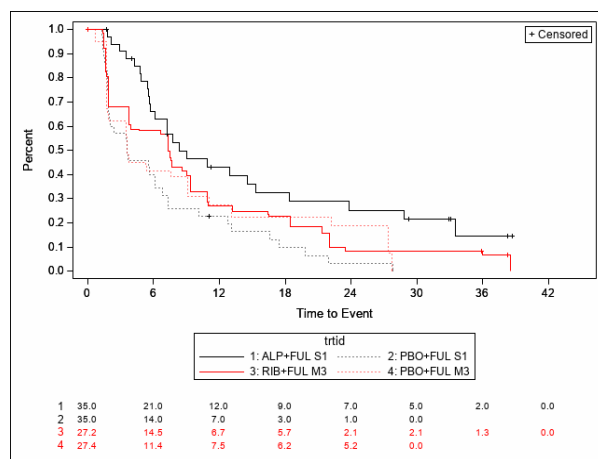 + Censored
1.0
0.9
0.8
0.7
0.6
0.5
0.4
0.3
0.2
0.1
0.0
Percent
0 6 12 18 24 30 36 42
Time to Event
trtid
1: ALP+FUL S1 2: PBO+FUL S1
3: RIB+FUL M3 4: PBO+FUL M3
1 35.0 21.0 12.0 9.0 7.0 5.0 2.0 0.0
2 35.0 14.0 7.0 3.0 1.0 0.0
3 27.2 14.5 6.7 5.7 2.1 2.1 1.3 0.0
4 27.4 11.4 7.5 6.2 5.2 0.0